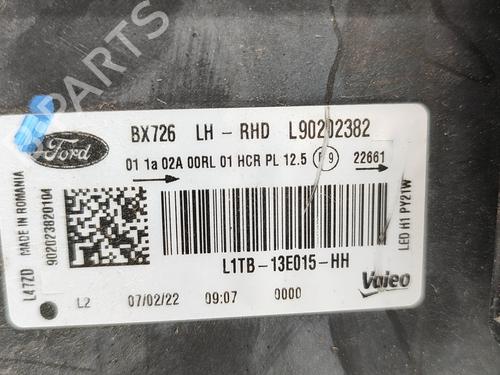 PARTS
Ford
BX726 LH - RHD L90202382
01 1a 02A 00RL 01 HCR PL 12.5 E9 22661
L1TB-13E015-HH
Valeo
L2 07/02/22 09:07 0000
L47ZD MADE IN ROMANIA
902023820104
LED H1 PY21W